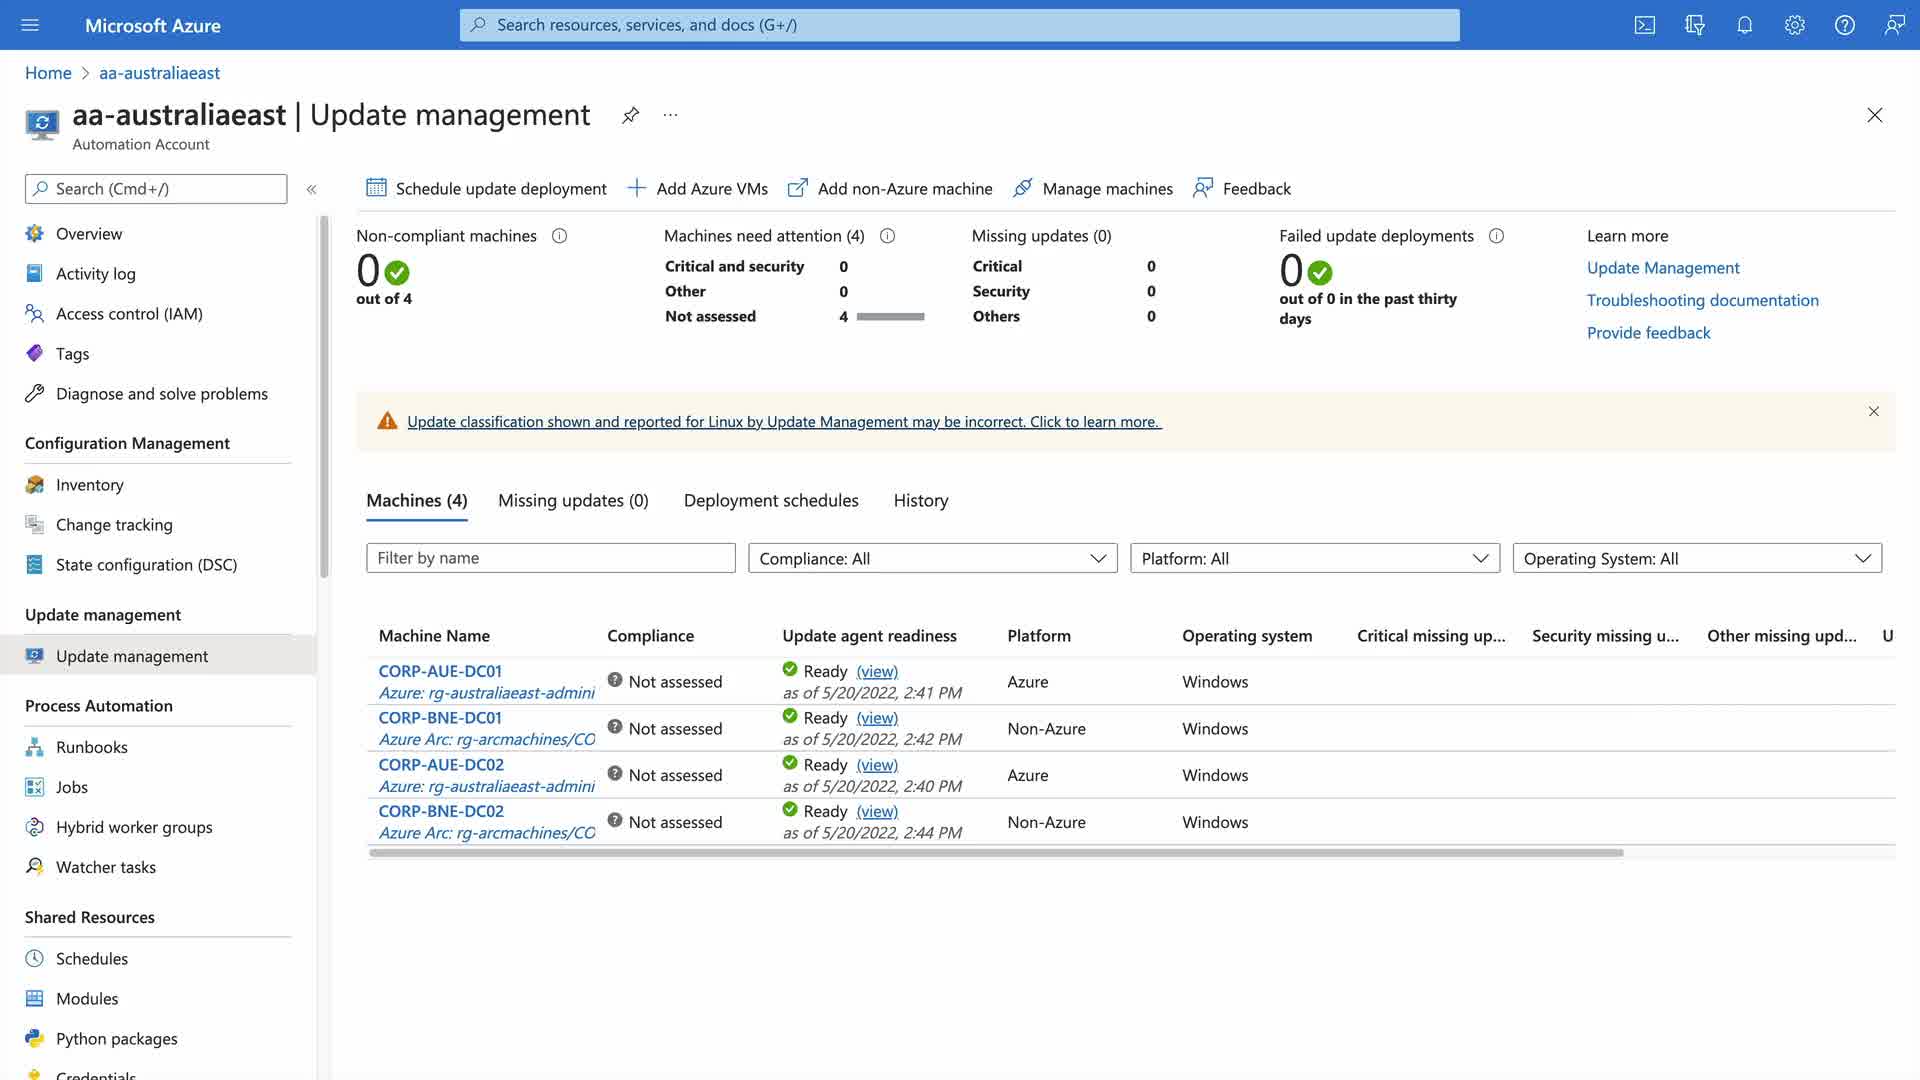 Microsoft Azure
Search resources, services, and docs (G+/)
Home > aa-australiaeast
aa-australiaeast | Update management
Automation Account
Search (Cmd+/)
Overview
Activity log
Access control (IAM)
Tags
Diagnose and solve problems
Configuration Management
Inventory
Change tracking
State configuration (DSC)
Update management
Update management
Process Automation
Runbooks
Jobs
Hybrid worker groups
Watcher tasks
Shared Resources
Schedules
Modules
Python packages
Credentials
Schedule update deployment
Add Azure VMs
Add non-Azure machine
Manage machines
Feedback
Non-compliant machines
0
out of 4
Machines need attention (4)
Critical and security 0
Other 0
Not assessed 4
Missing updates (0)
Critical 0
Security 0
Others 0
Failed update deployments
0
out of 0 in the past thirty
days
Learn more
Update Management
Troubleshooting documentation
Provide feedback
Update classification shown and reported for Linux by Update Management may be incorrect. Click to learn more.
Machines (4) Missing updates (0) Deployment schedules History
Filter by name Compliance: All Platform: All Operating System: All
Machine Name Compliance Update agent readiness Platform Operating system Critical missing up... Security missing u... Other missing upd... U
CORP-AUE-DC01
Azure: rg-australiaeast-admini
Not assessed
Ready (view)
as of 5/20/2022, 2:41 PM
Azure
Windows
CORP-BNE-DC01
Azure Arc: rg-arcmachines/CO
Not assessed
Ready (view)
as of 5/20/2022, 2:42 PM
Non-Azure
Windows
CORP-AUE-DC02
Azure: rg-australiaeast-admini
Not assessed
Ready (view)
as of 5/20/2022, 2:40 PM
Azure
Windows
CORP-BNE-DC02
Azure Arc: rg-arcmachines/CO
Not assessed
Ready (view)
as of 5/20/2022, 2:44 PM
Non-Azure
Windows